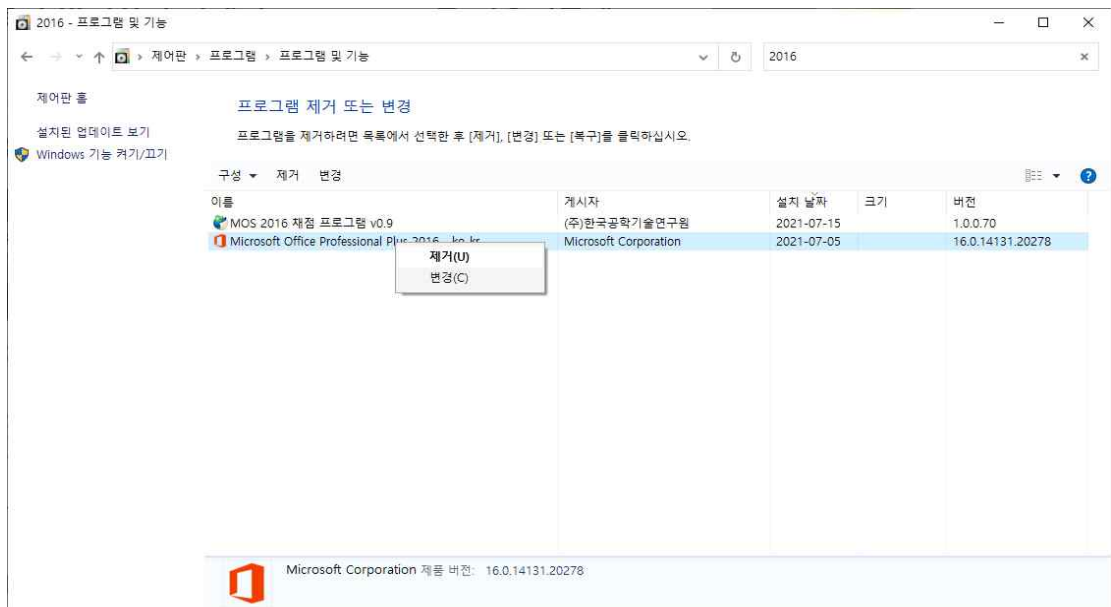 2016 - 프로그램 및 기능
제어판 › 프로그램 › 프로그램 및 기능
2016
제어판 홈
설치된 업데이트 보기
Windows 기능 켜기/끄기
프로그램 제거 또는 변경
프로그램을 제거하려면 목록에서 선택한 후 [제거], [변경] 또는 [복구]를 클릭하십시오.
구성 제거 변경
이름 게시자 설치 날짜 크기 버전
MOS 2016 채점 프로그램 v0.9 (주)한국공학기술연구원 2021-07-15 1.0.0.70
Microsoft Office Professional Plus 2016 - ko-kr Microsoft Corporation 2021-07-05 16.0.14131.20278
제거(U)
변경(C)
Microsoft Corporation 제품 버전: 16.0.14131.20278